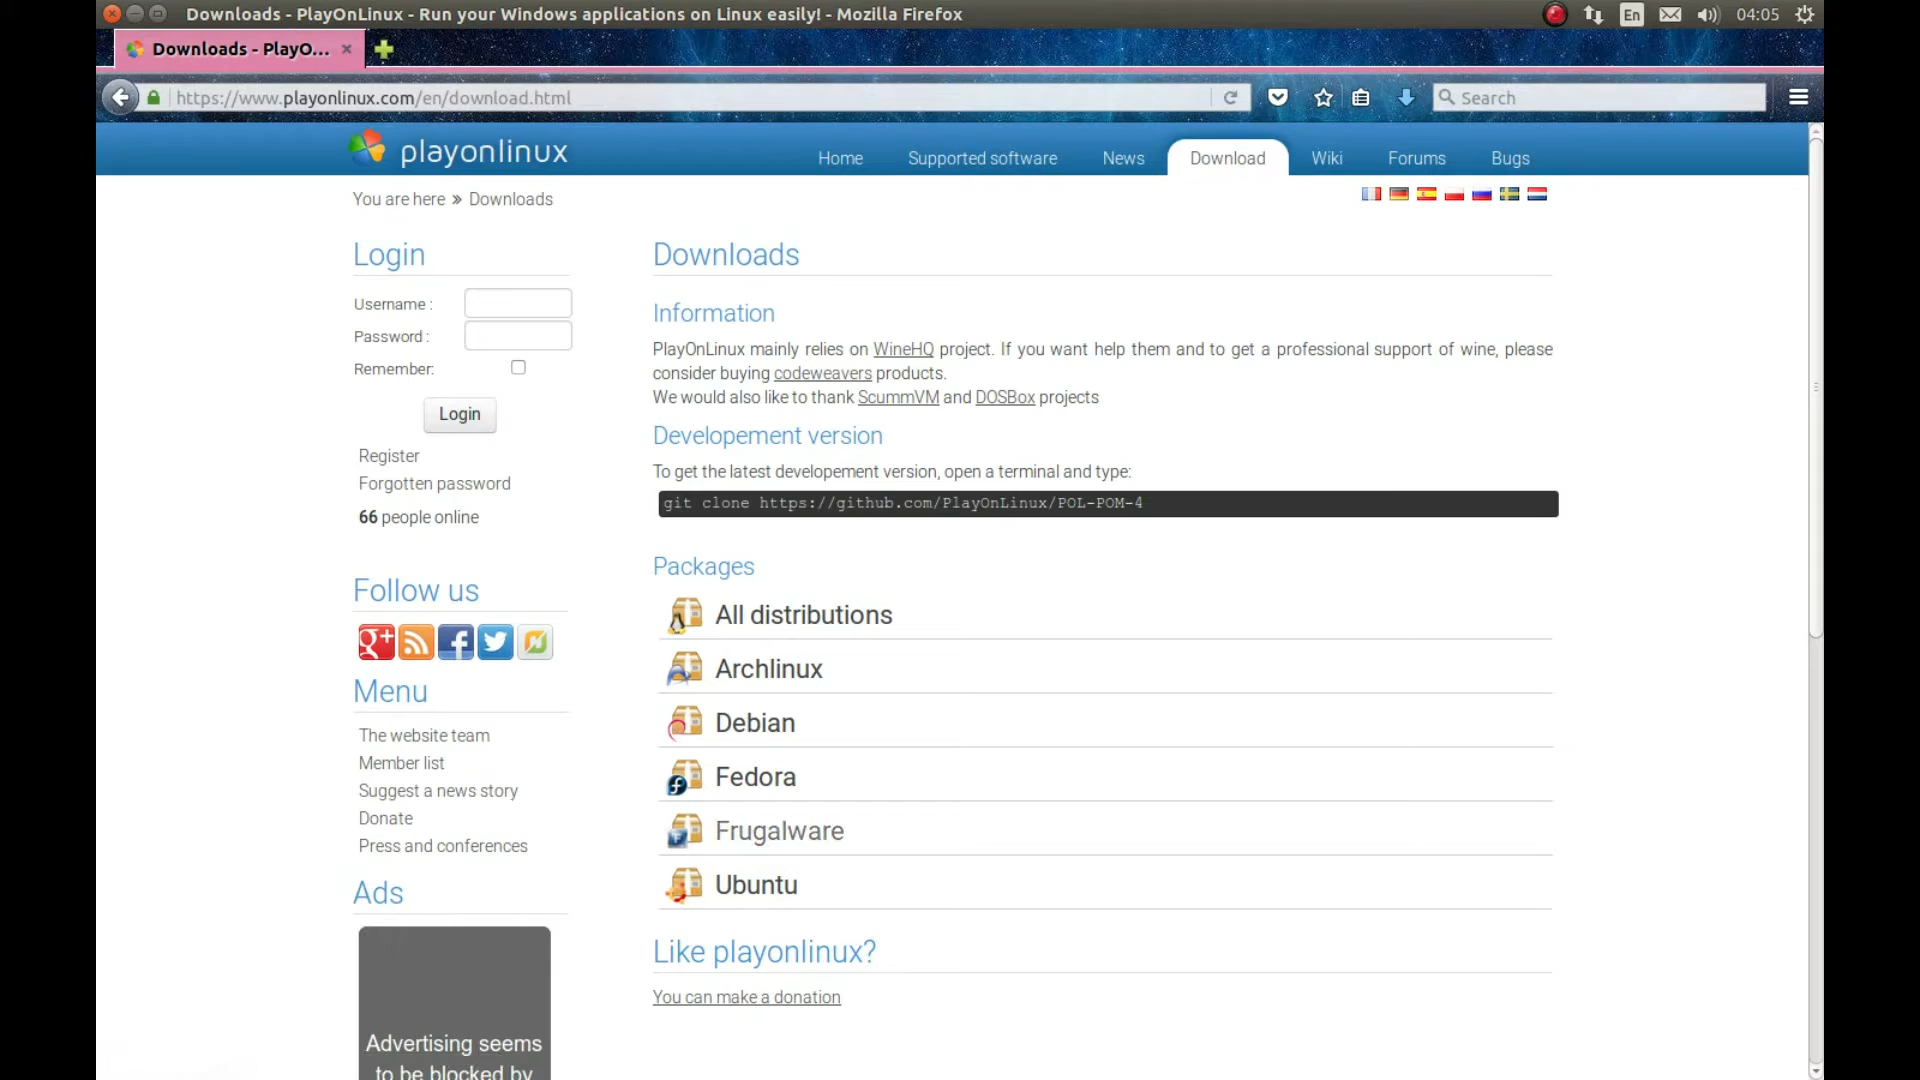 Downloads - PlayOnLinux - Run your Windows applications on Linux easily! - Mozilla Firefox
En
04:05
Downloads - PlayO...
https://www.playonlinux.com/en/download.html
Search
playonlinux
Home
Supported software
News
Download
Wiki
Forums
Bugs
You are here » Downloads
Login
Username :
Password :
Remember:
Login
Register
Forgotten password
66 people online
Follow us
g+
f
Menu
The website team
Member list
Suggest a news story
Donate
Press and conferences
Ads
Advertising seems
to be blocked by
Downloads
Information
PlayOnLinux mainly relies on WineHQ project. If you want help them and to get a professional support of wine, please
consider buying codeweavers products.
We would also like to thank ScummVM and DOSBox projects
Developement version
To get the latest developement version, open a terminal and type:
git clone https://github.com/PlayOnLinux/POL-POM-4
Packages
All distributions
Archlinux
Debian
Fedora
Frugalware
Ubuntu
Like playonlinux?
You can make a donation